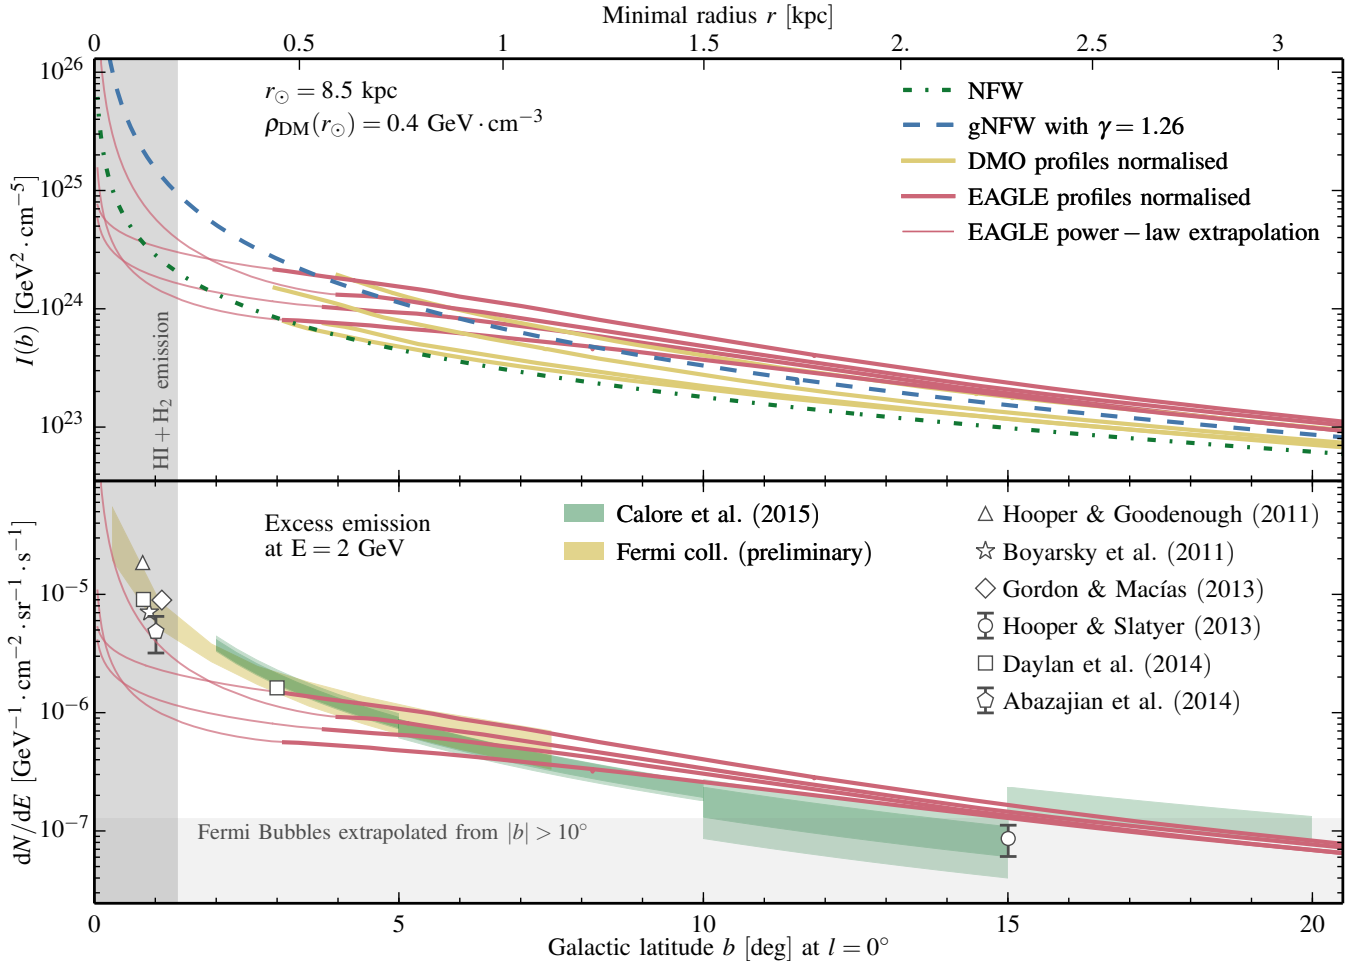 Minimal radius r [kpc]
0 0.5 1 1.5 2 2.5 3
10^26
10^25
10^24
10^23
I(b) [GeV^2 · cm^−5]
r_⊙ = 8.5 kpc
ρ_DM(r_⊙) = 0.4 GeV · cm^−3
NFW
gNFW with γ = 1.26
DMO profiles normalised
EAGLE profiles normalised
EAGLE power−law extrapolation
HI + H_2 emission
10^−5
10^−6
10^−7
dN/dE [GeV^−1 · cm^−2 · sr^−1 · s^−1]
Excess emission
at E = 2 GeV
Calore et al. (2015)
Fermi coll. (preliminary)
Hooper & Goodenough (2011)
Boyarsky et al. (2011)
Gordon & Macías (2013)
Hooper & Slatyer (2013)
Daylan et al. (2014)
Abazajian et al. (2014)
Fermi Bubbles extrapolated from |b| > 10°
0 5 10 15 20
Galactic latitude b [deg] at l = 0°